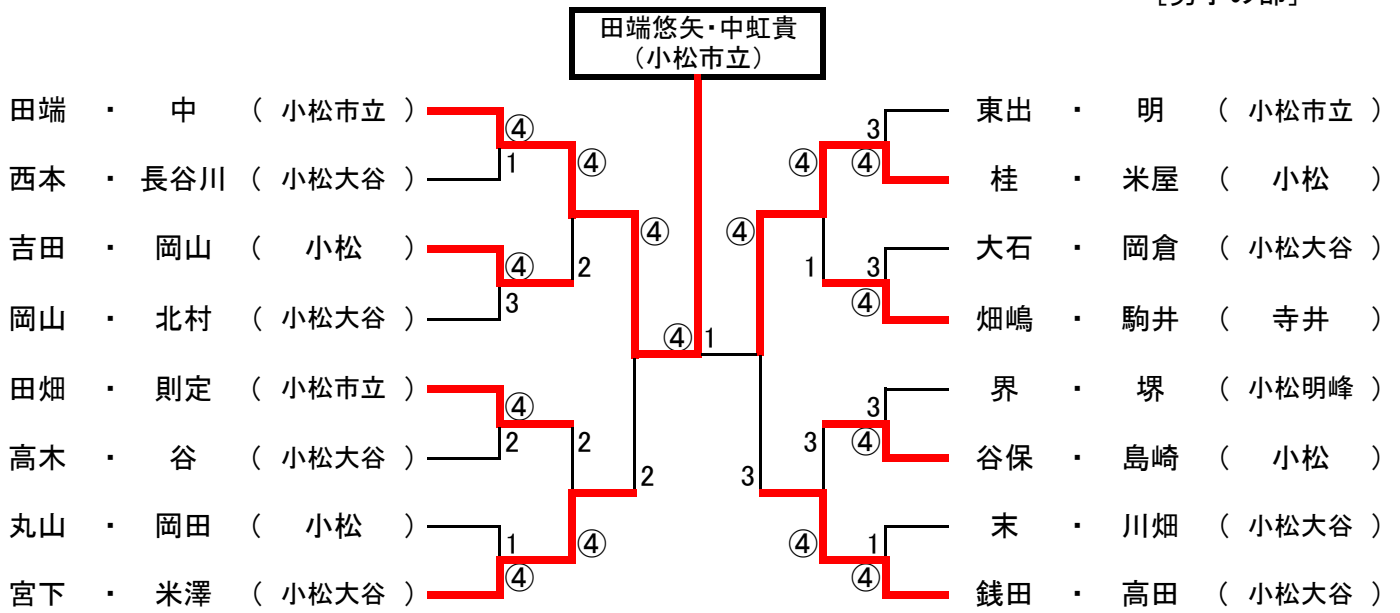 [男子の部]
田端悠矢・中虹貴
(小松市立)
田端 ・ 中 ( 小松市立 )
④
1
西本 ・ 長谷川 ( 小松大谷 )
④
吉田 ・ 岡山 ( 小松 )
④
3
2
岡山 ・ 北村 ( 小松大谷 )
④
田畑 ・ 則定 ( 小松市立 )
④
2
高木 ・ 谷 ( 小松大谷 )
2
2
丸山 ・ 岡田 ( 小松 )
1
④
④
宮下 ・ 米澤 ( 小松大谷 )
④
1
東出 ・ 明 ( 小松市立 )
3
④
④
桂 ・ 米屋 ( 小松 )
④
大石 ・ 岡倉 ( 小松大谷 )
1
3
④
畑嶋 ・ 駒井 ( 寺井 )
界 ・ 堺 ( 小松明峰 )
3
④
3
谷保 ・ 島崎 ( 小松 )
3
末 ・ 川畑 ( 小松大谷 )
④
1
④
銭田 ・ 高田 ( 小松大谷 )